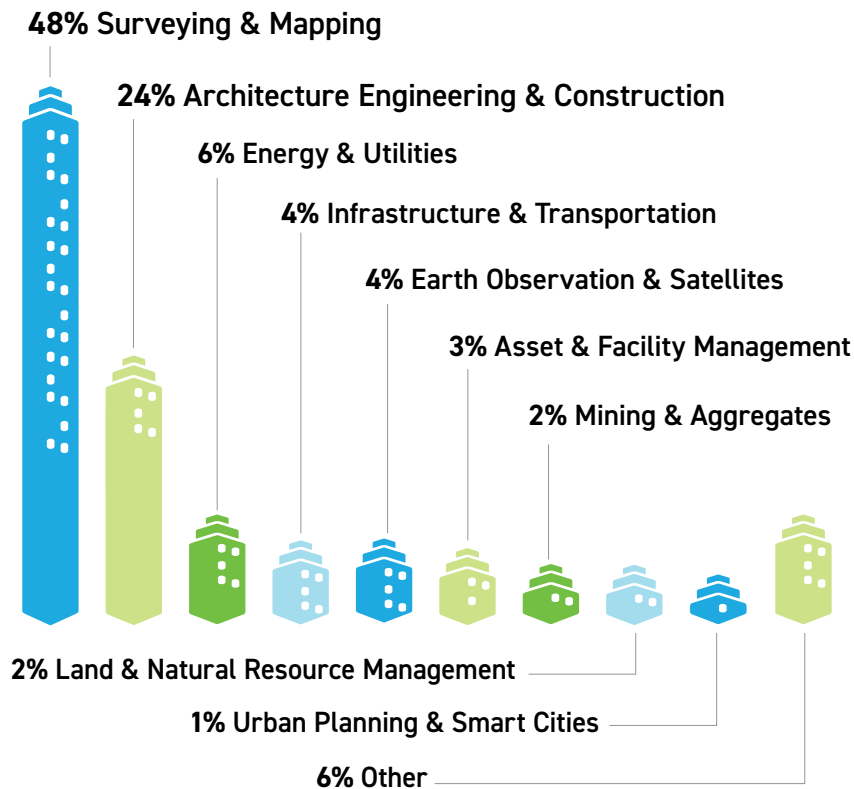 48% Surveying & Mapping
24% Architecture Engineering & Construction
6% Energy & Utilities
4% Infrastructure & Transportation
4% Earth Observation & Satellites
3% Asset & Facility Management
2% Mining & Aggregates
2% Land & Natural Resource Management
1% Urban Planning & Smart Cities
6% Other